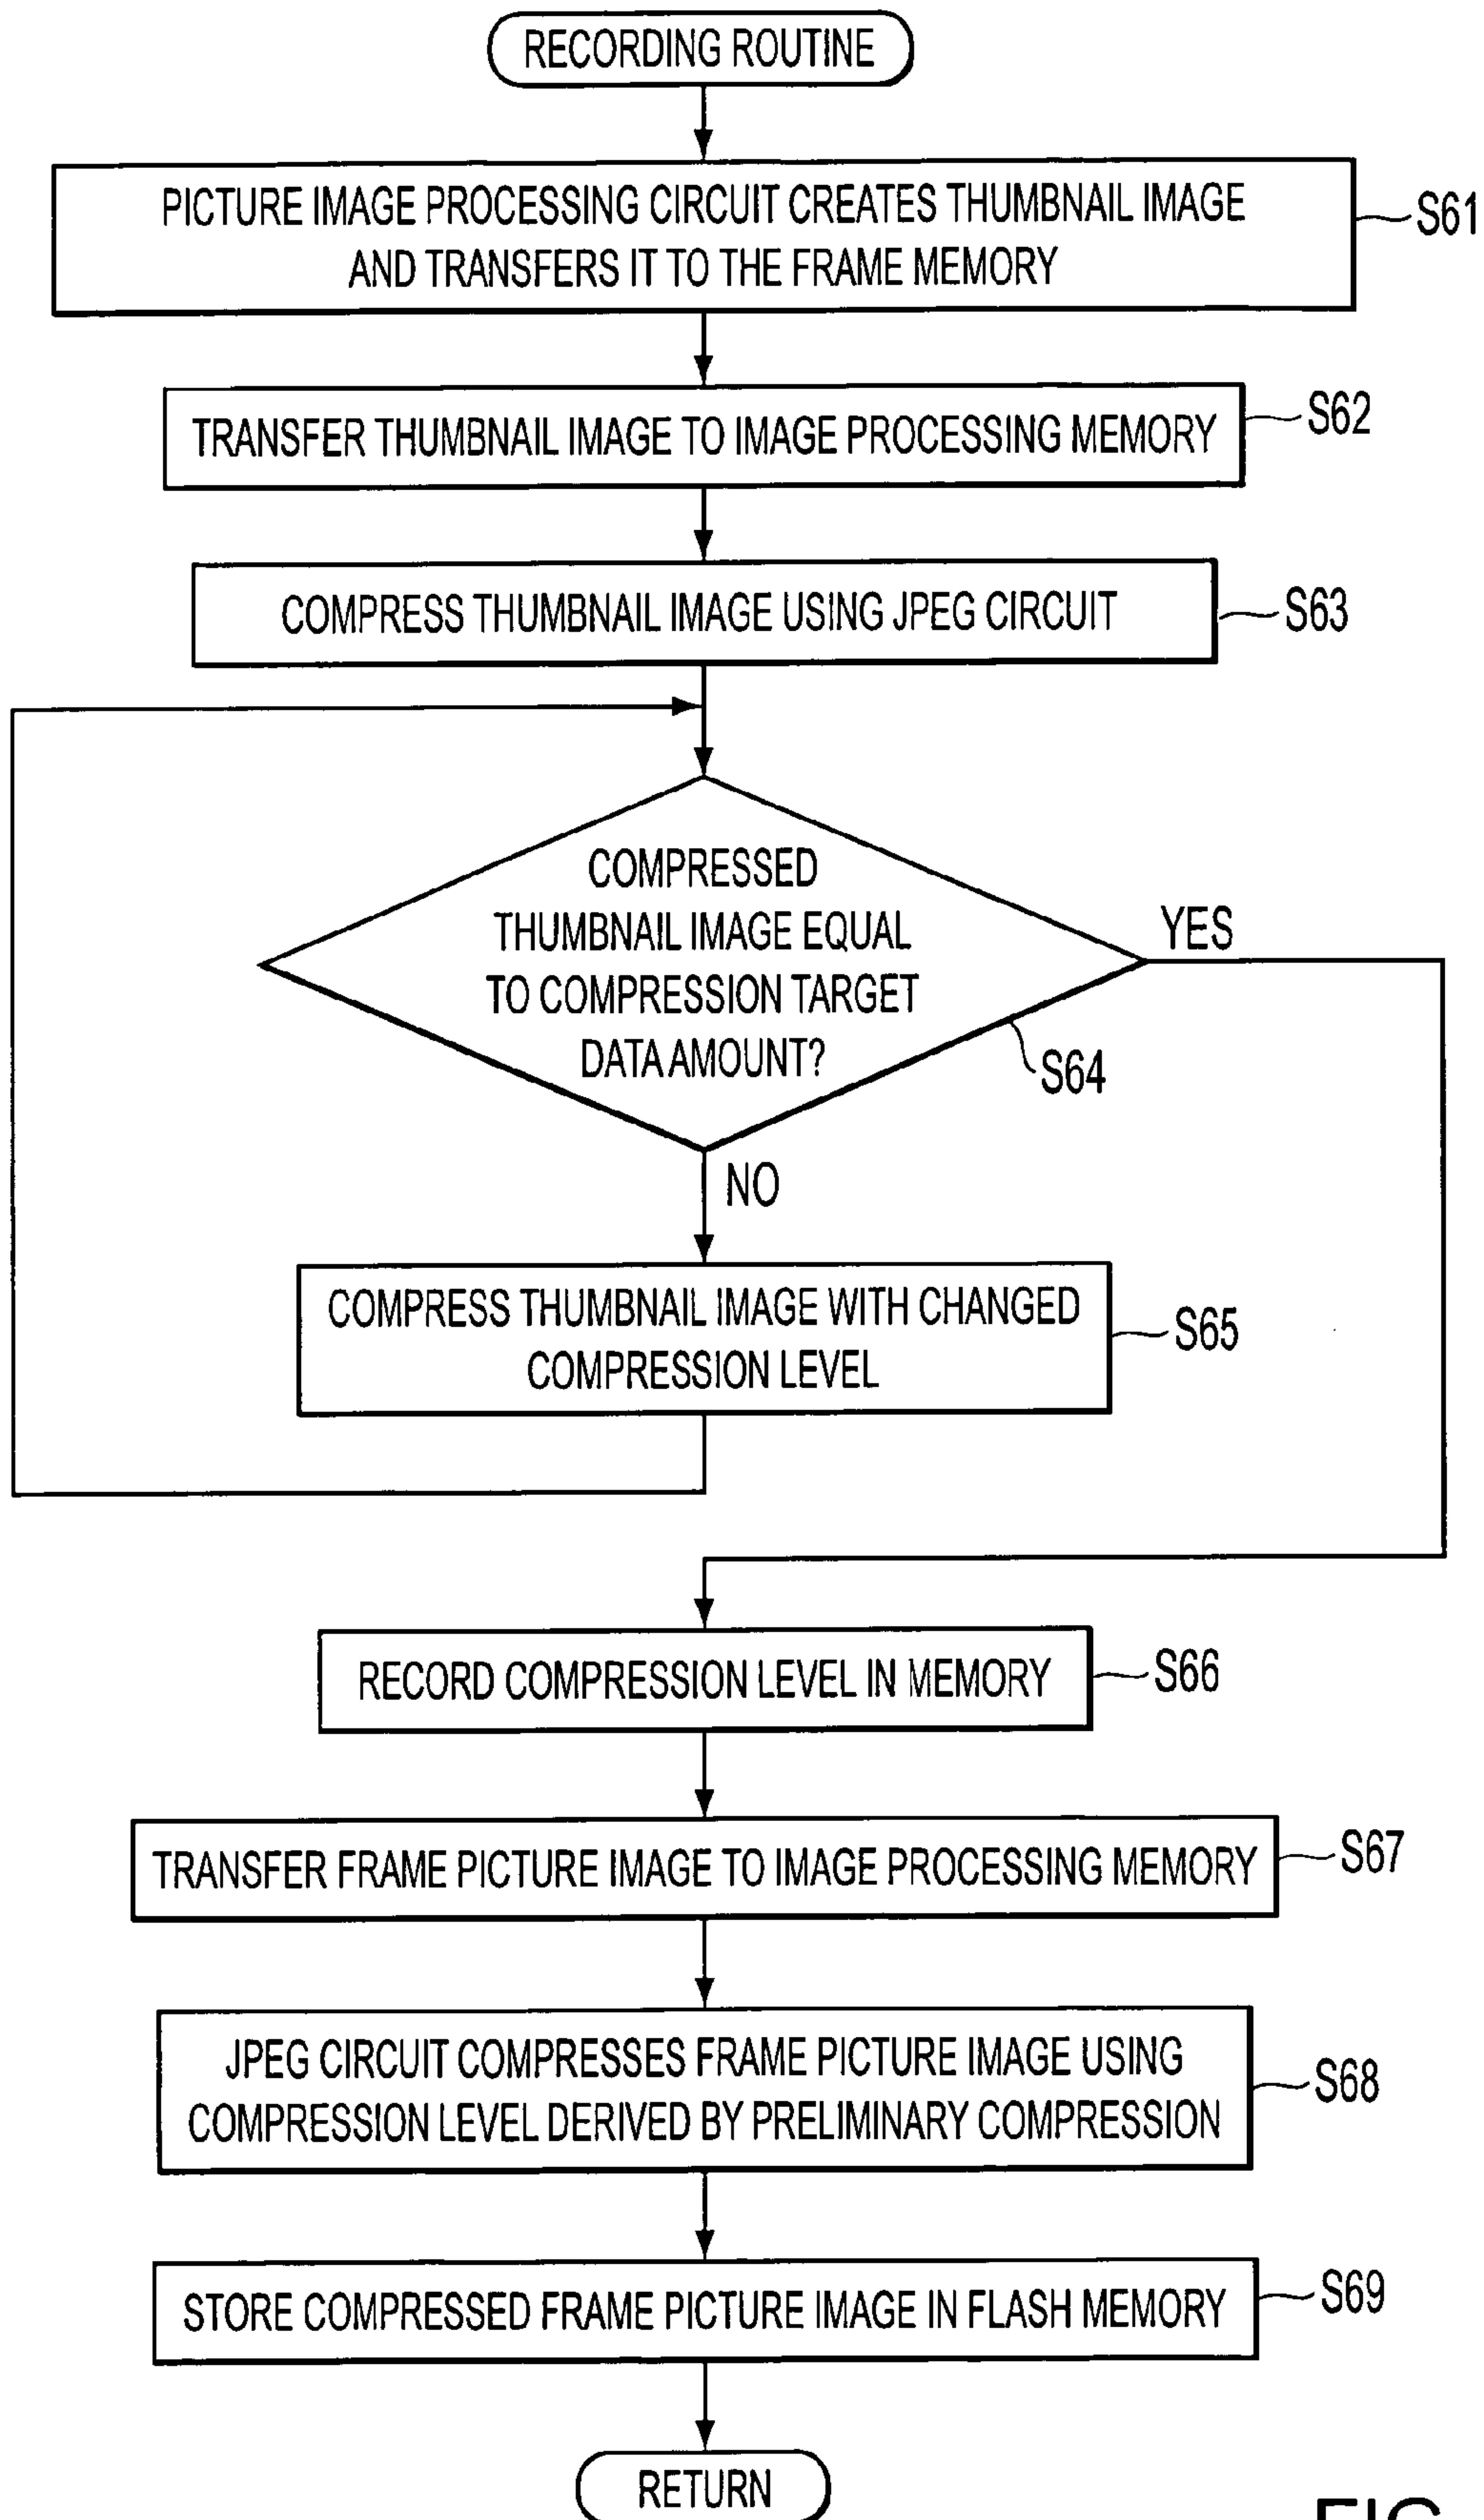 RECORDING ROUTINE
PICTURE IMAGE PROCESSING CIRCUIT CREATES THUMBNAIL IMAGE
AND TRANSFERS IT TO THE FRAME MEMORY
S61
TRANSFER THUMBNAIL IMAGE TO IMAGE PROCESSING MEMORY
S62
COMPRESS THUMBNAIL IMAGE USING JPEG CIRCUIT
S63
COMPRESSED
THUMBNAIL IMAGE EQUAL
TO COMPRESSION TARGET
DATA AMOUNT?
YES
S64
NO
COMPRESS THUMBNAIL IMAGE WITH CHANGED
COMPRESSION LEVEL
S65
RECORD COMPRESSION LEVEL IN MEMORY
S66
TRANSFER FRAME PICTURE IMAGE TO IMAGE PROCESSING MEMORY
S67
JPEG CIRCUIT COMPRESSES FRAME PICTURE IMAGE USING
COMPRESSION LEVEL DERIVED BY PRELIMINARY COMPRESSION
S68
STORE COMPRESSED FRAME PICTURE IMAGE IN FLASH MEMORY
S69
RETURN